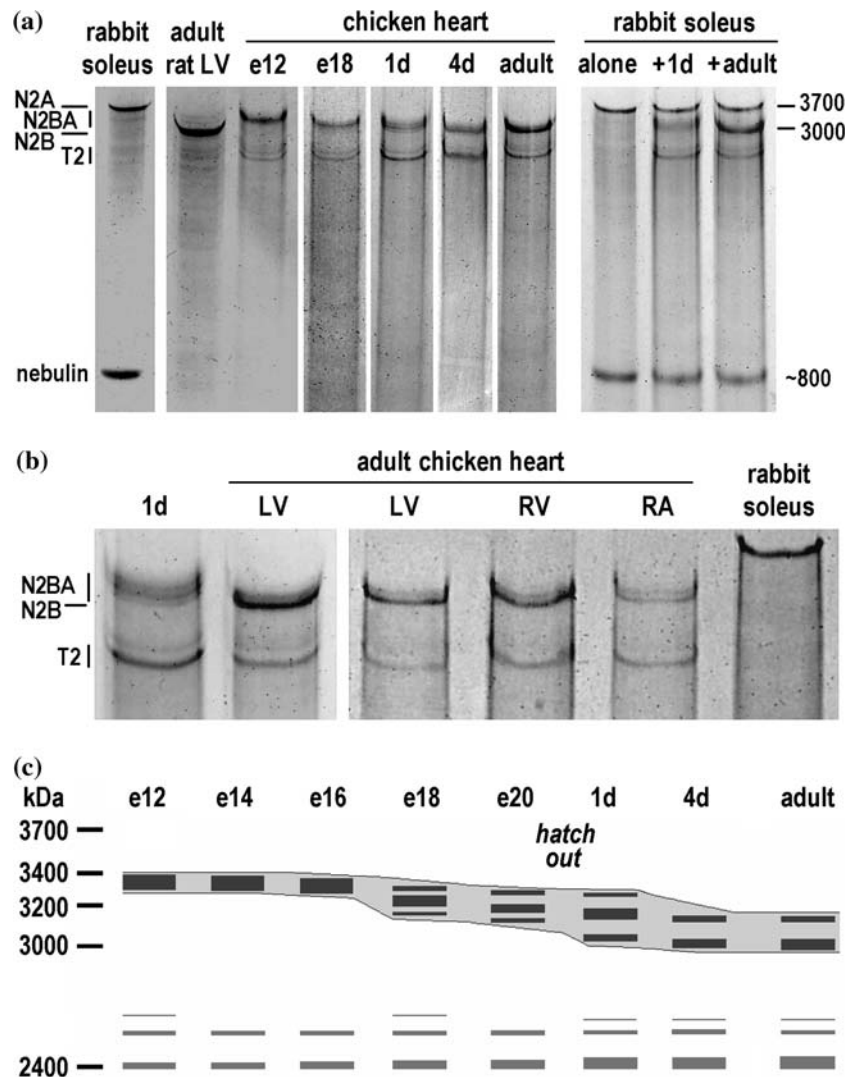 (a)
rabbit soleus
adult rat LV
chicken heart
e12 e18 1d 4d adult
rabbit soleus
alone +1d +adult
N2A
N2BA
N2B
T2
nebulin
3700
3000
~800
(b)
adult chicken heart
1d LV LV RV RA
rabbit soleus
N2BA
N2B
T2
(c)
kDa e12 e14 e16 e18 e20 1d 4d adult
hatch
out
3700
3400
3200
3000
2400